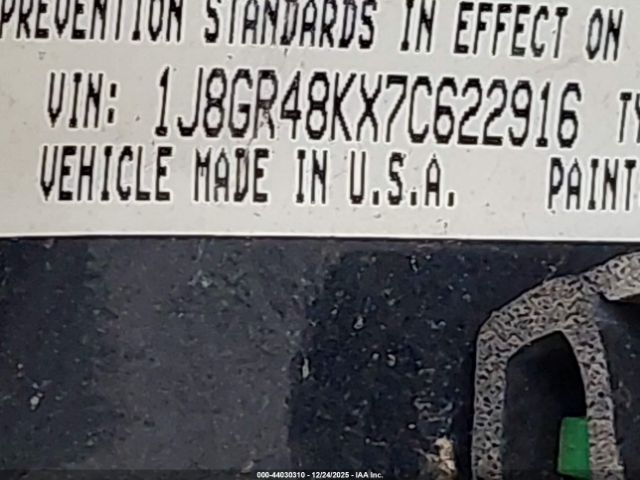 PREVENTION STANDARDS IN EFFECT ON
VIN: 1J8GR48KX7C622916
VEHICLE MADE IN U.S.A. PAINT
000-44030310 - 12/24/2025 - IAA Inc.